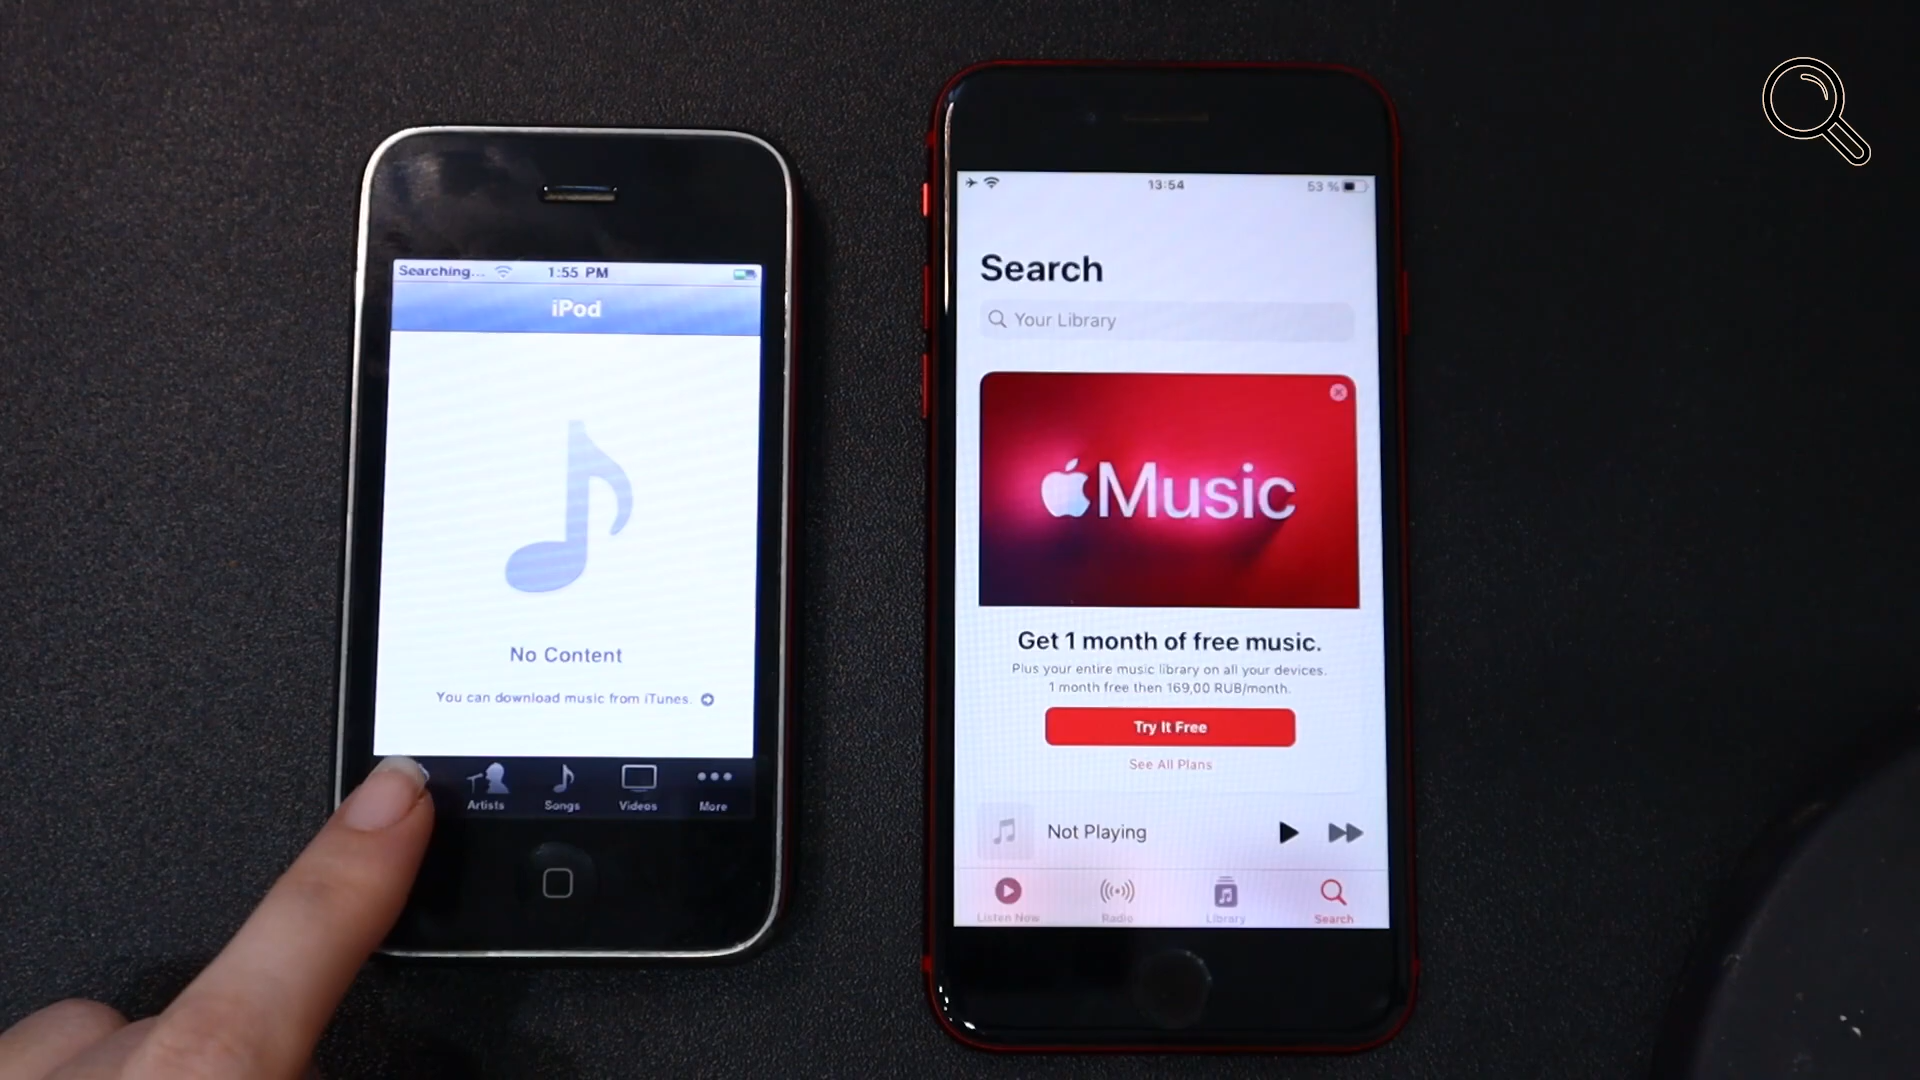 Searching...
1:55 PM
iPod
No Content
You can download music from iTunes.
Artists
Songs
Videos
More
13:54
53 %
Search
Your Library
Music
Get 1 month of free music.
Plus your entire music library on all your devices.
1 month free then 169,00 RUB/month.
Try It Free
See All Plans
Not Playing
Listen Now
Radio
Library
Search